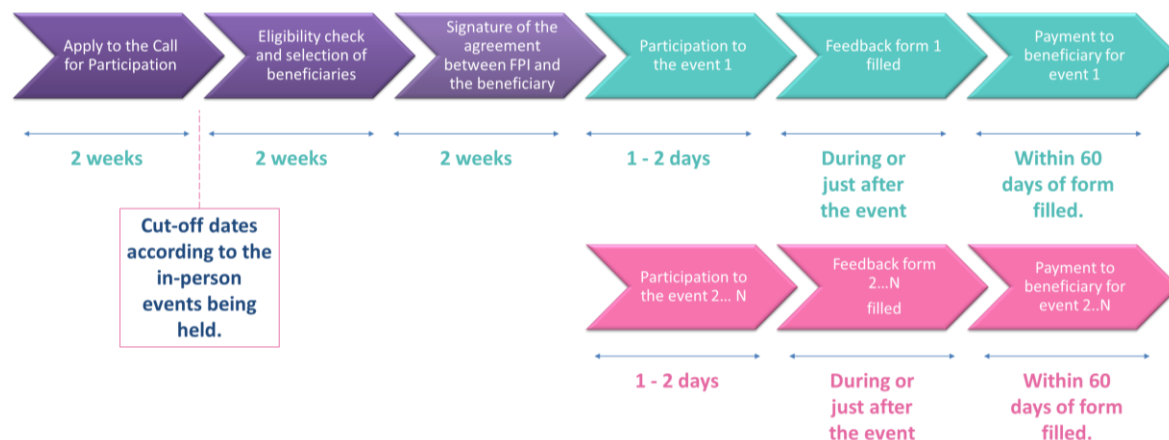 Apply to the Call
for Participation
Eligibility check
and selection of
beneficiaries
Signature of the
agreement
between FPI and
the beneficiary
Participation to
the event 1
Feedback form 1
filled
Payment to
beneficiary for
event 1
2 weeks
2 weeks
2 weeks
1 - 2 days
During or
just after
the event
Within 60
days of form
filled.
Cut-off dates
according to the
in-person
events being
held.
Participation to
the event 2... N
Feedback form
2...N
filled
Payment to
beneficiary for
event 2..N
1 - 2 days
During or
just after
the event
Within 60
days of form
filled.